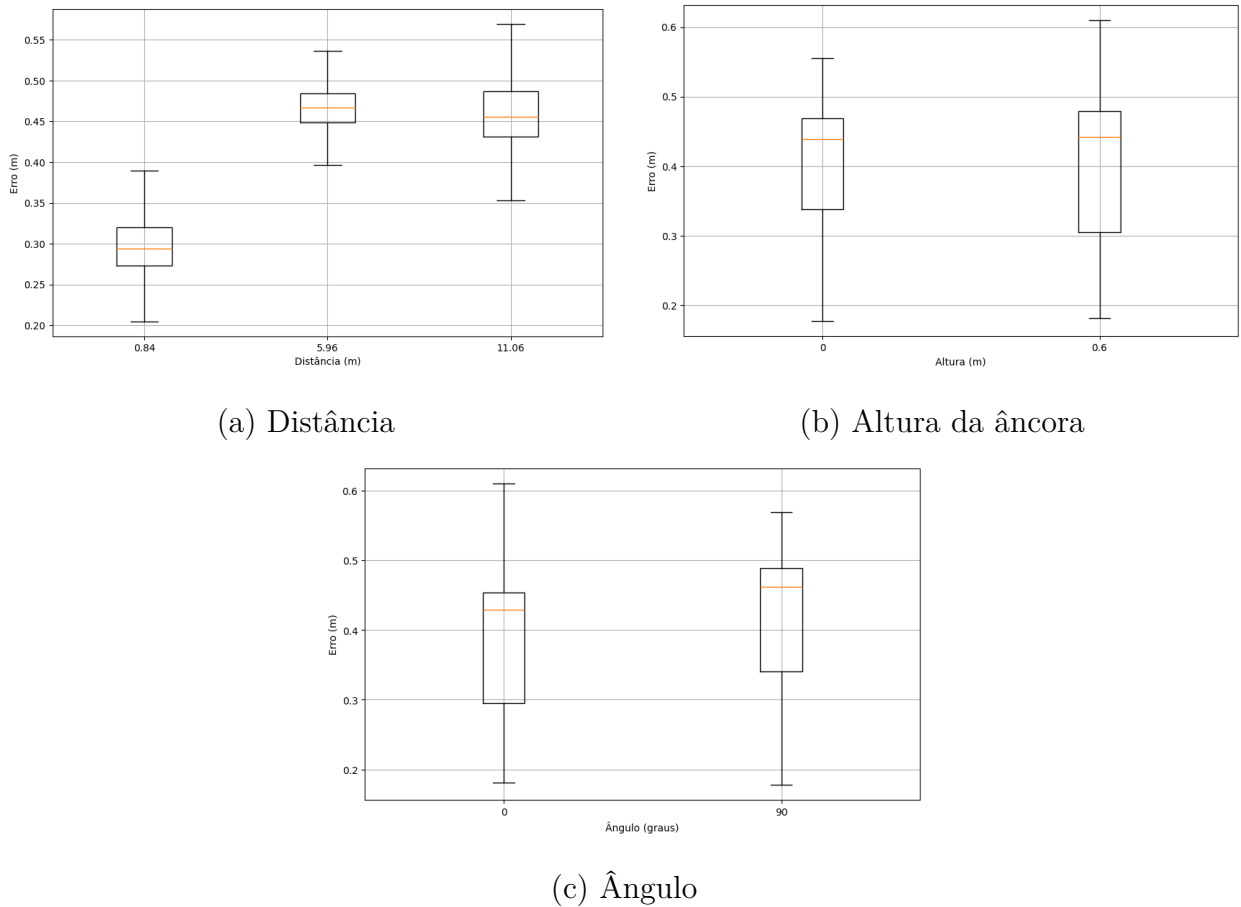 0.55
0.50
0.45
0.40
0.35
0.30
0.25
0.20
Erro (m)
0.84 5.96 11.06
Distância (m)
(a) Distância
0.6
0.5
0.4
0.3
0.2
Erro (m)
0 0.6
Altura (m)
(b) Altura da âncora
0.6
0.5
0.4
0.3
0.2
Erro (m)
0 90
Ângulo (graus)
(c) Ângulo